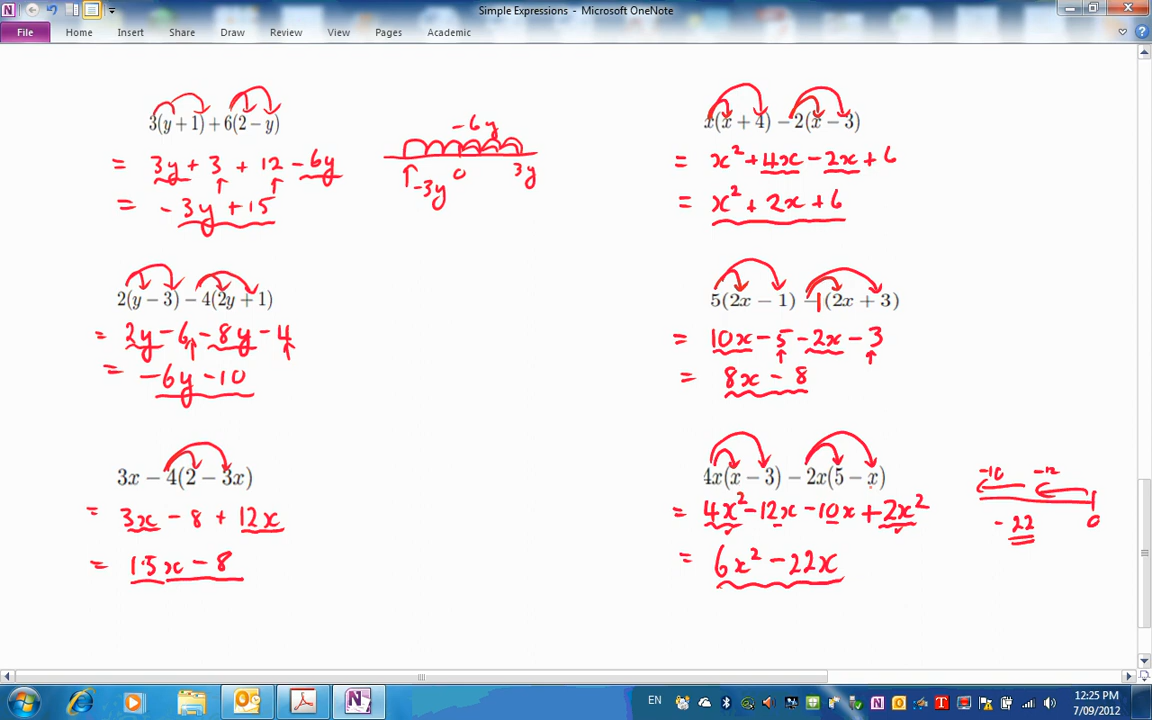 Simple Expressions - Microsoft OneNote
File Home Insert Share Draw Review View Pages Academic
3(y + 1) + 6(2 − y)
= 3y + 3 + 12 − 6y
= −3y + 15
−6y
−3y 0 3y
2(y − 3) − 4(2y + 1)
= 2y − 6 − 8y − 4
= −6y − 10
3x − 4(2 − 3x)
= 3x − 8 + 12x
= 15x − 8
x(x + 4) − 2(x − 3)
= x² + 4x − 2x + 6
= x² + 2x + 6
5(2x − 1) − 1(2x + 3)
= 10x − 5 − 2x − 3
= 8x − 8
4x(x − 3) − 2x(5 − x)
= 4x² − 12x − 10x + 2x²
= 6x² − 22x
−10 −12
−22 0
EN
12:25 PM
7/09/2012